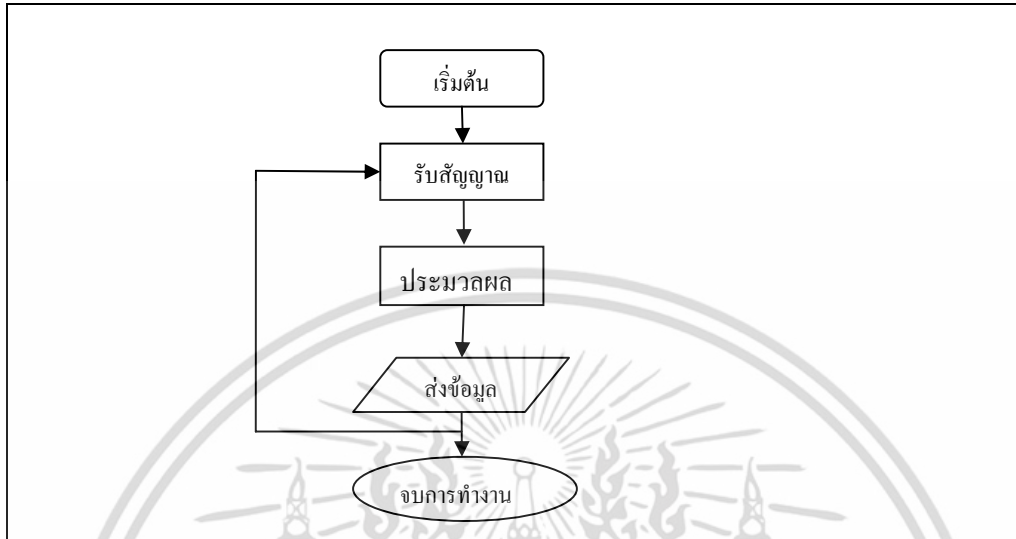 เริ่มต้น
รับสัญญาณ
ประมวลผล
ส่งข้อมูล
จบการทำงาน